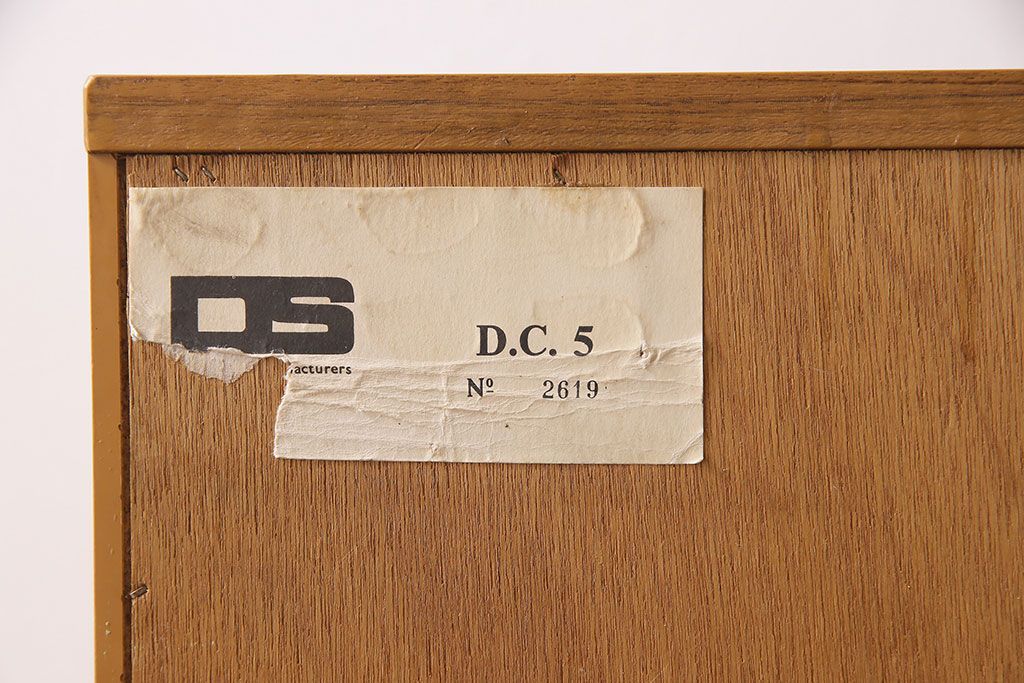 DS
acturers
D.C. 5
Nº 2619